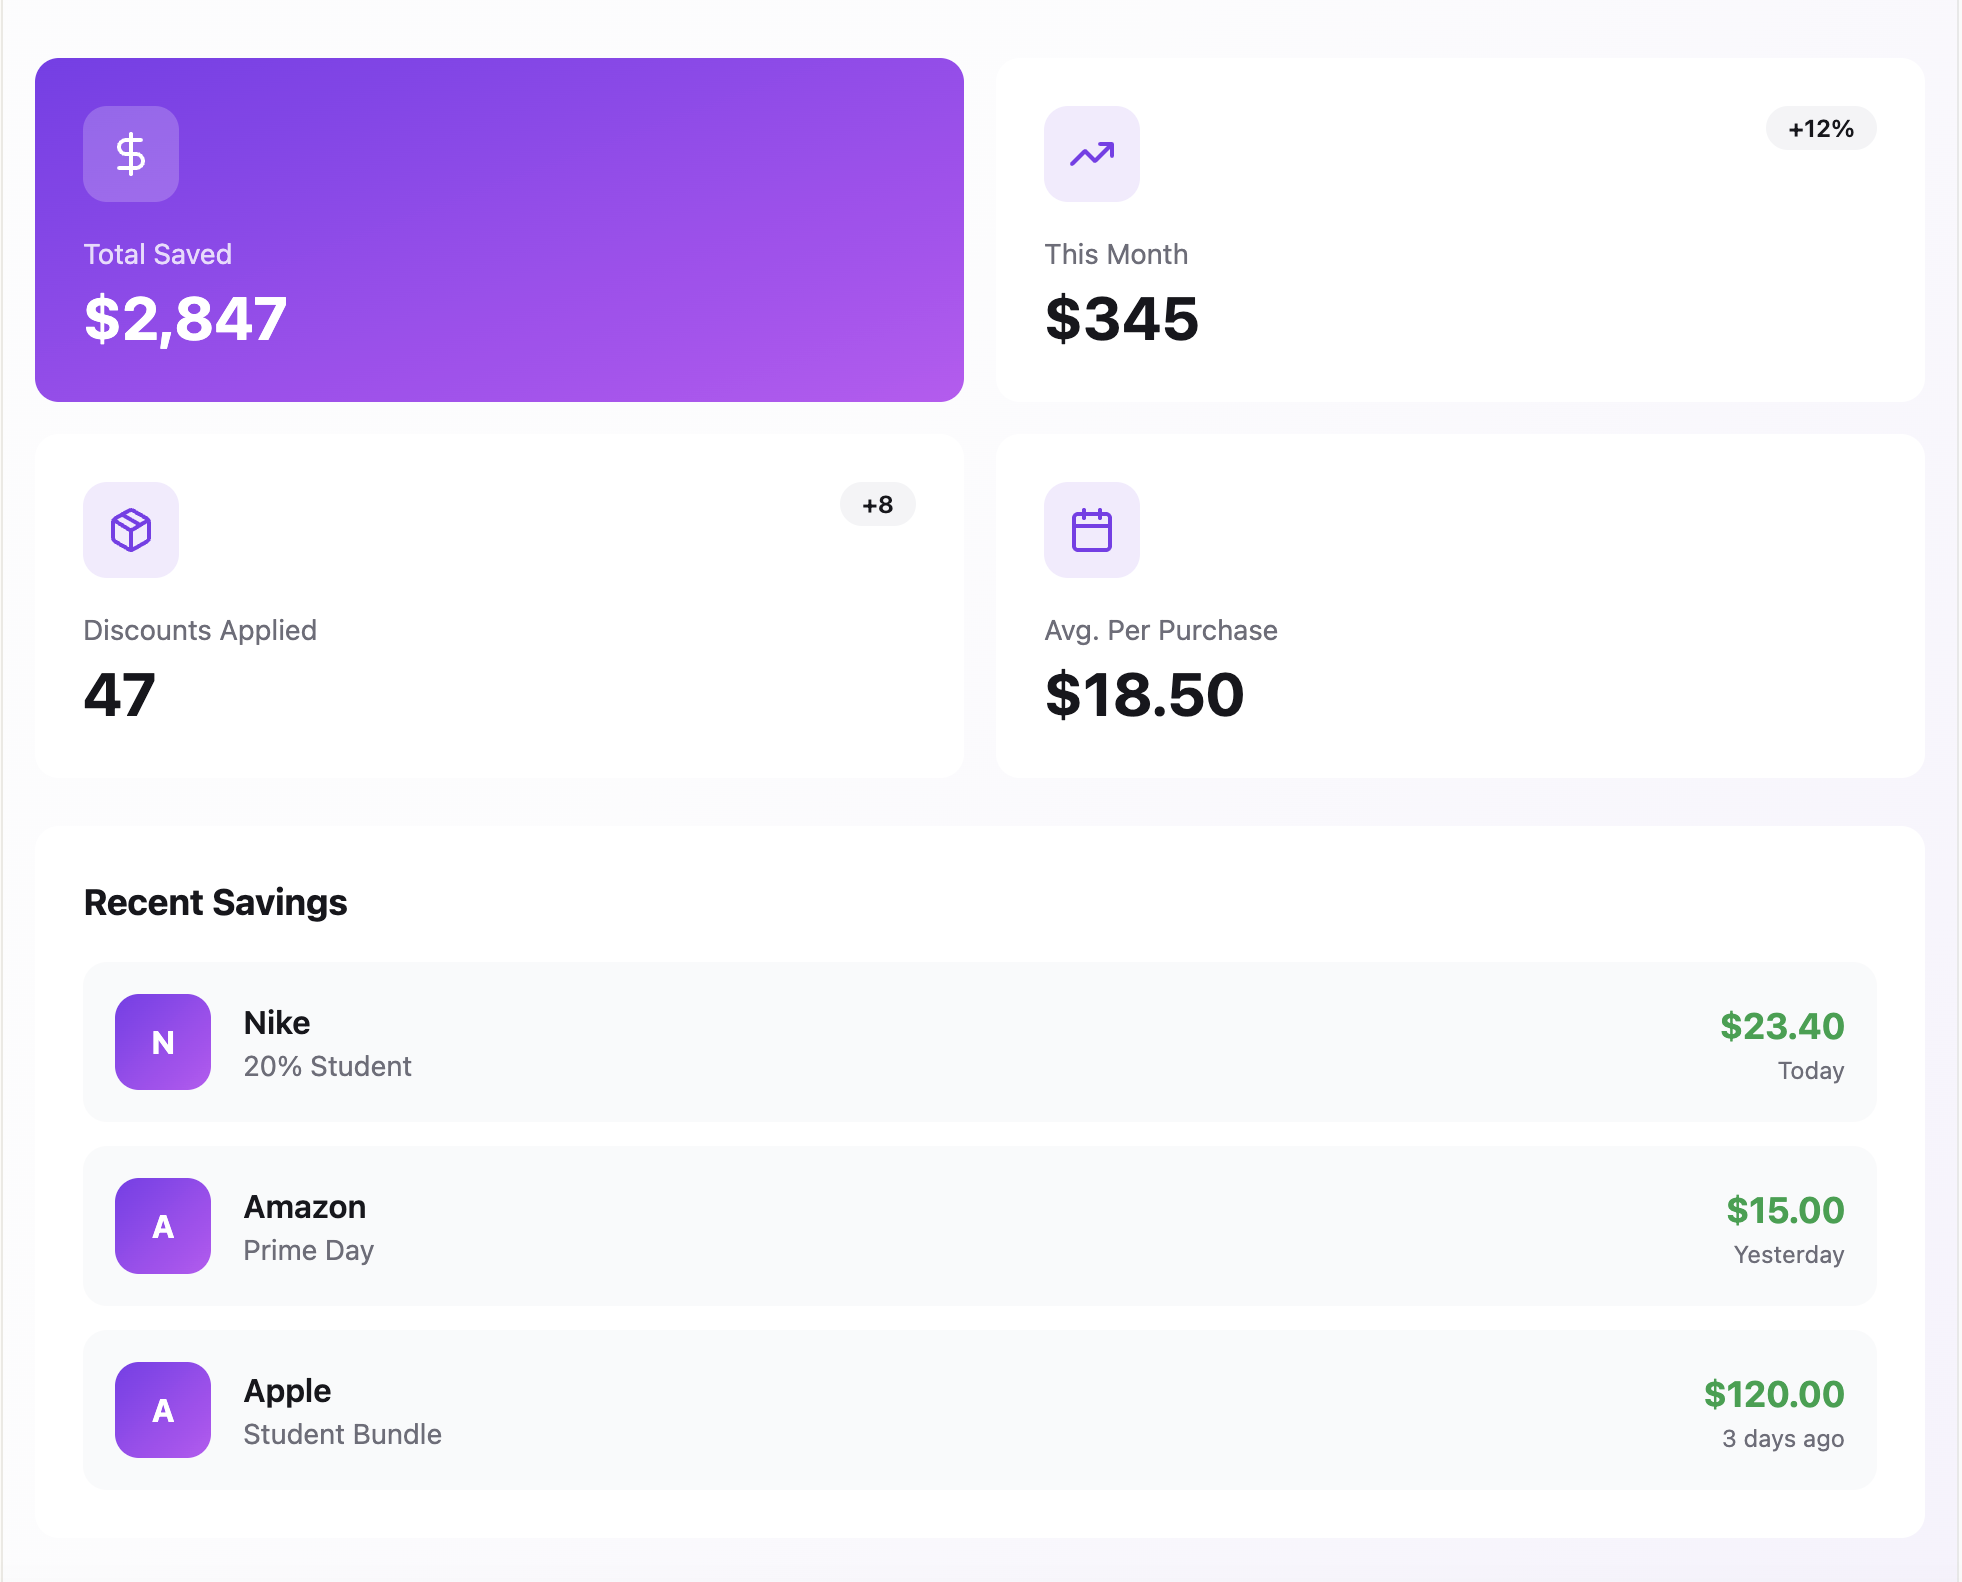 Total Saved
$2,847
+12%
This Month
$345
+8
Discounts Applied
47
Avg. Per Purchase
$18.50
Recent Savings
N
Nike
20% Student
$23.40
Today
A
Amazon
Prime Day
$15.00
Yesterday
A
Apple
Student Bundle
$120.00
3 days ago